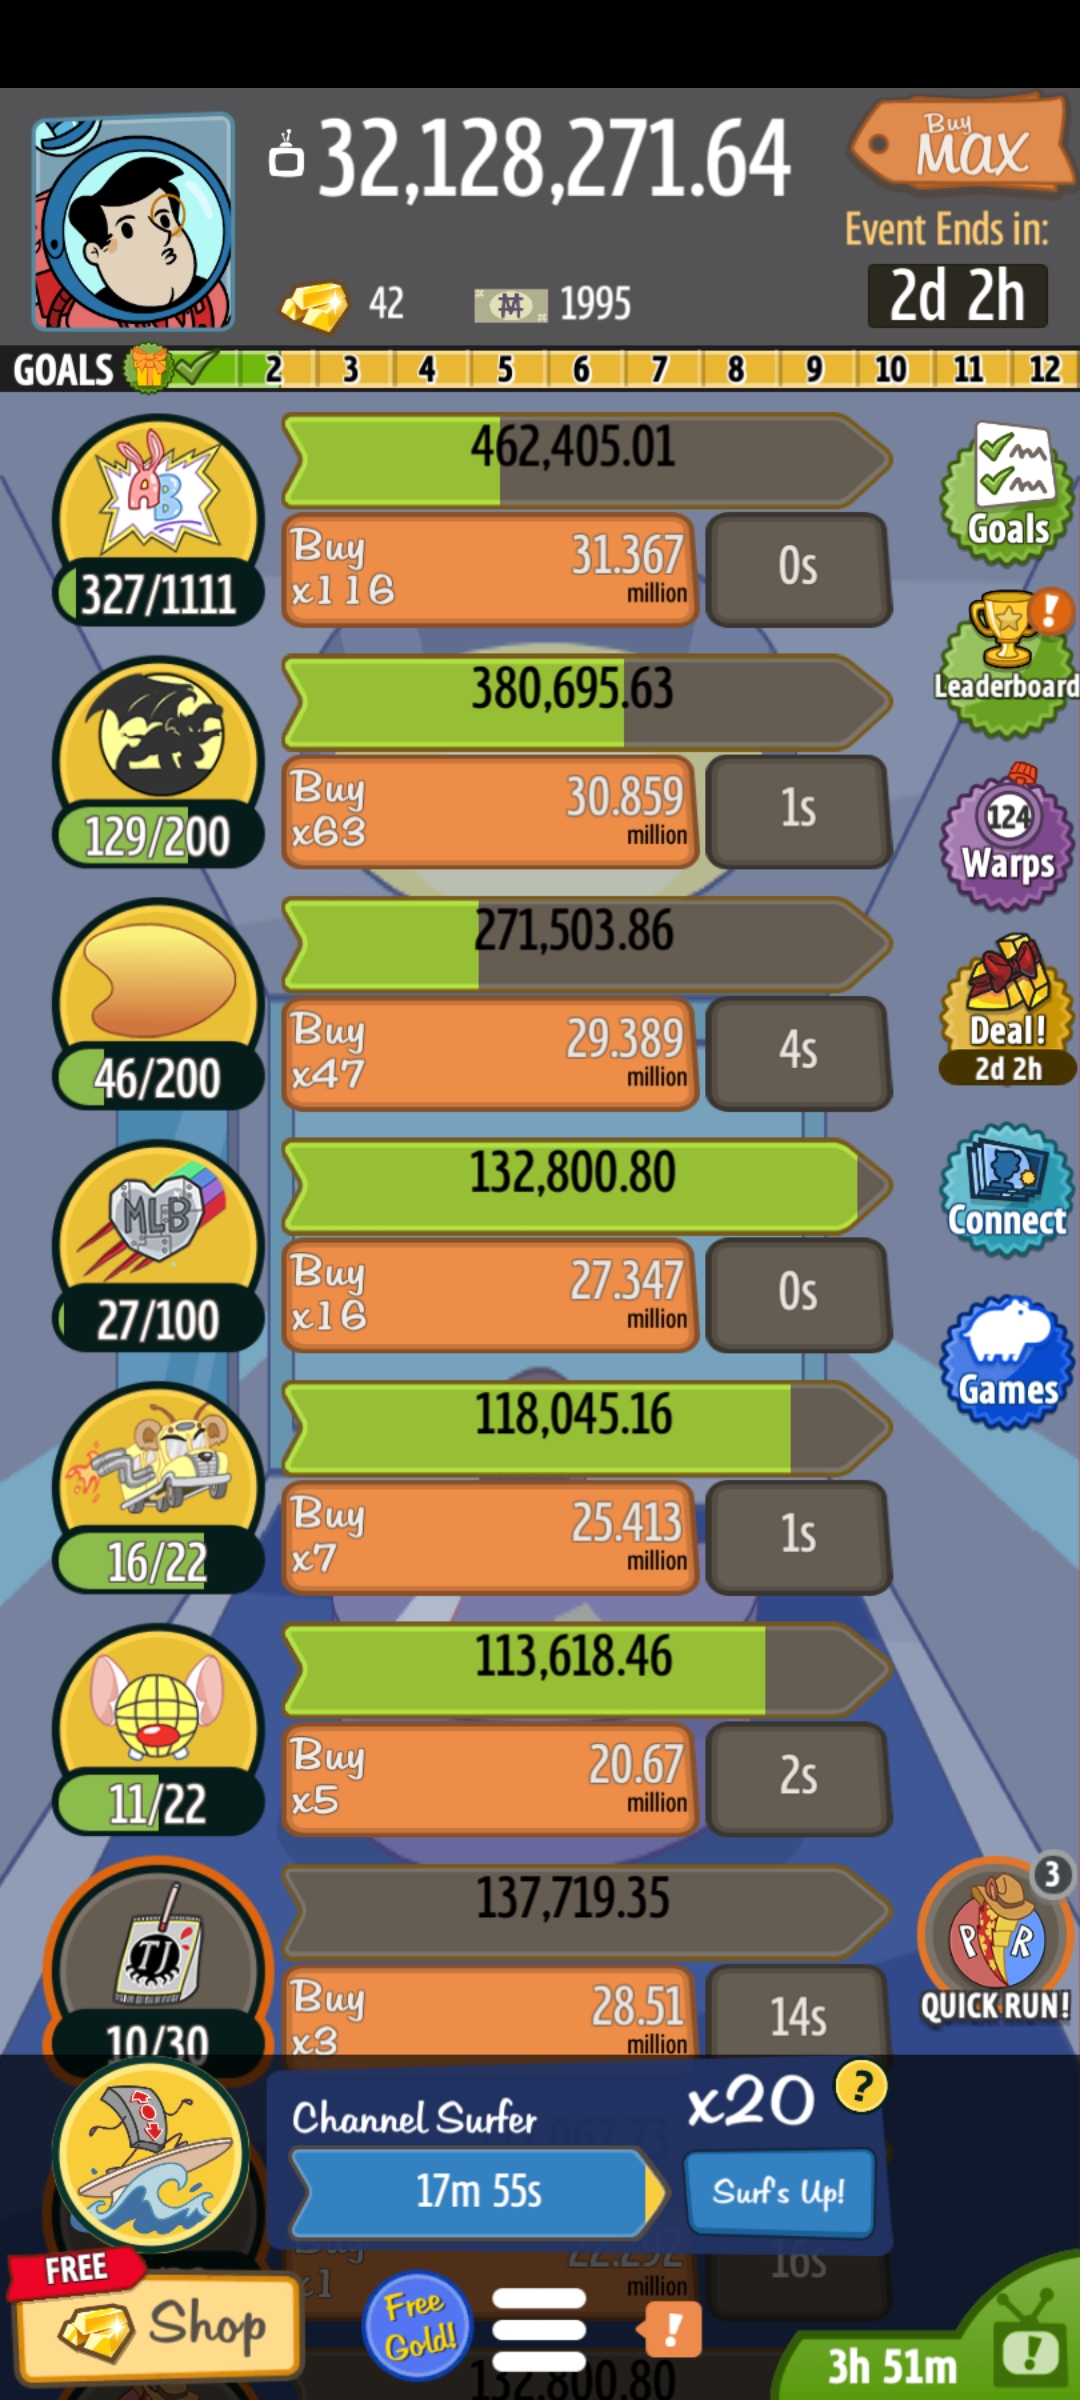 32,128,271.64
Buy
MAX
Event Ends in:
2d 2h
42
1995
GOALS 2 3 4 5 6 7 8 9 10 11 12
AB
462,405.01
327/1111
Buy
x116
31.367
million
0s
Goals
380,695.63
129/200
Buy
x63
30.859
million
1s
Leaderboard
271,503.86
46/200
Buy
x47
29.389
million
4s
124
Warps
Deal!
2d 2h
MLB
132,800.80
27/100
Buy
x16
27.347
million
0s
Connect
118,045.16
16/22
Buy
x7
25.413
million
1s
Games
113,618.46
11/22
Buy
x5
20.67
million
2s
TJ
137,719.35
10/30
Buy
x3
28.51
million
14s
3
P R
QUICK RUN!
Channel Surfer
x20
?
17m 55s
Surf's Up!
Buy
x1
22.292
million
16s
FREE
Shop
Free
Gold!
!
132,800.80
3h 51m
!